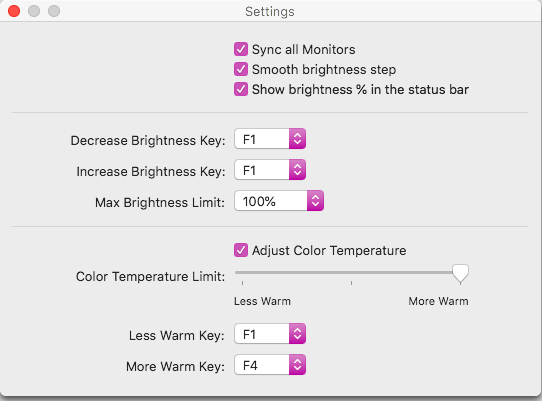 Settings
Sync all Monitors
Smooth brightness step
Show brightness % in the status bar
Decrease Brightness Key: F1
Increase Brightness Key: F1
Max Brightness Limit: 100%
Adjust Color Temperature
Color Temperature Limit:
Less Warm More Warm
Less Warm Key: F1
More Warm Key: F4